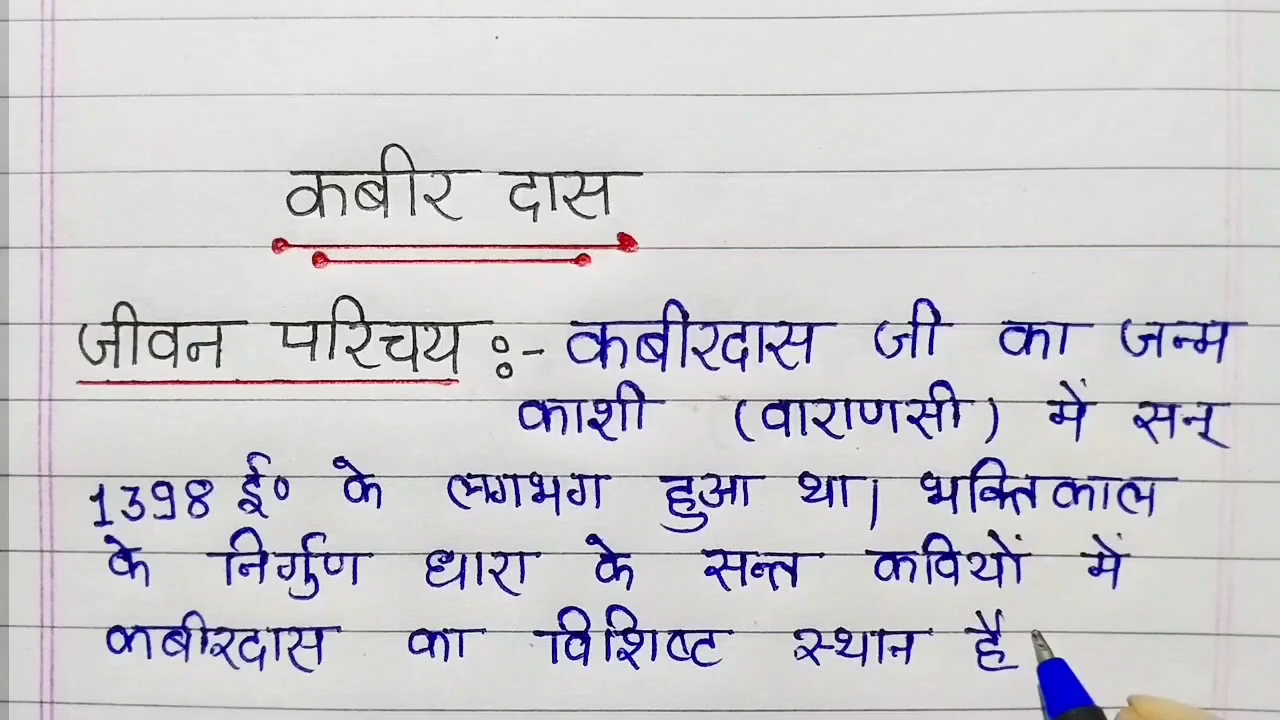 कबीर दास
जीवन परिचय :- कबीरदास जी का जन्म
काशी (वाराणसी) में सन्
1398 ई० के लगभग हुआ था। भक्तिकाल
के निर्गुण धारा के सन्त कवियों में
कबीरदास का विशिष्ट स्थान है